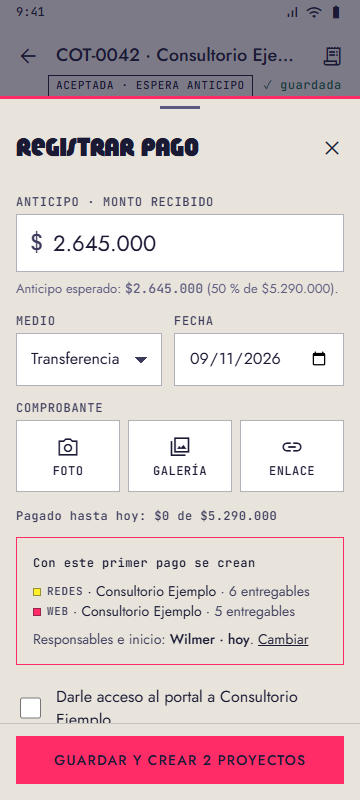 9:41
COT-0042 · Consultorio Eje...
ACEPTADA · ESPERA ANTICIPO ✓ guardada
REGISTRAR PAGO
ANTICIPO · MONTO RECIBIDO
$ 2.645.000
Anticipo esperado: $2.645.000 (50 % de $5.290.000).
MEDIO FECHA
Transferencia 09/11/2026
COMPROBANTE
FOTO GALERÍA ENLACE
Pagado hasta hoy: $0 de $5.290.000
Con este primer pago se crean
REDES · Consultorio Ejemplo · 6 entregables
WEB · Consultorio Ejemplo · 5 entregables
Responsables e inicio: Wilmer · hoy. Cambiar
Darle acceso al portal a Consultorio
Ejemplo
GUARDAR Y CREAR 2 PROYECTOS